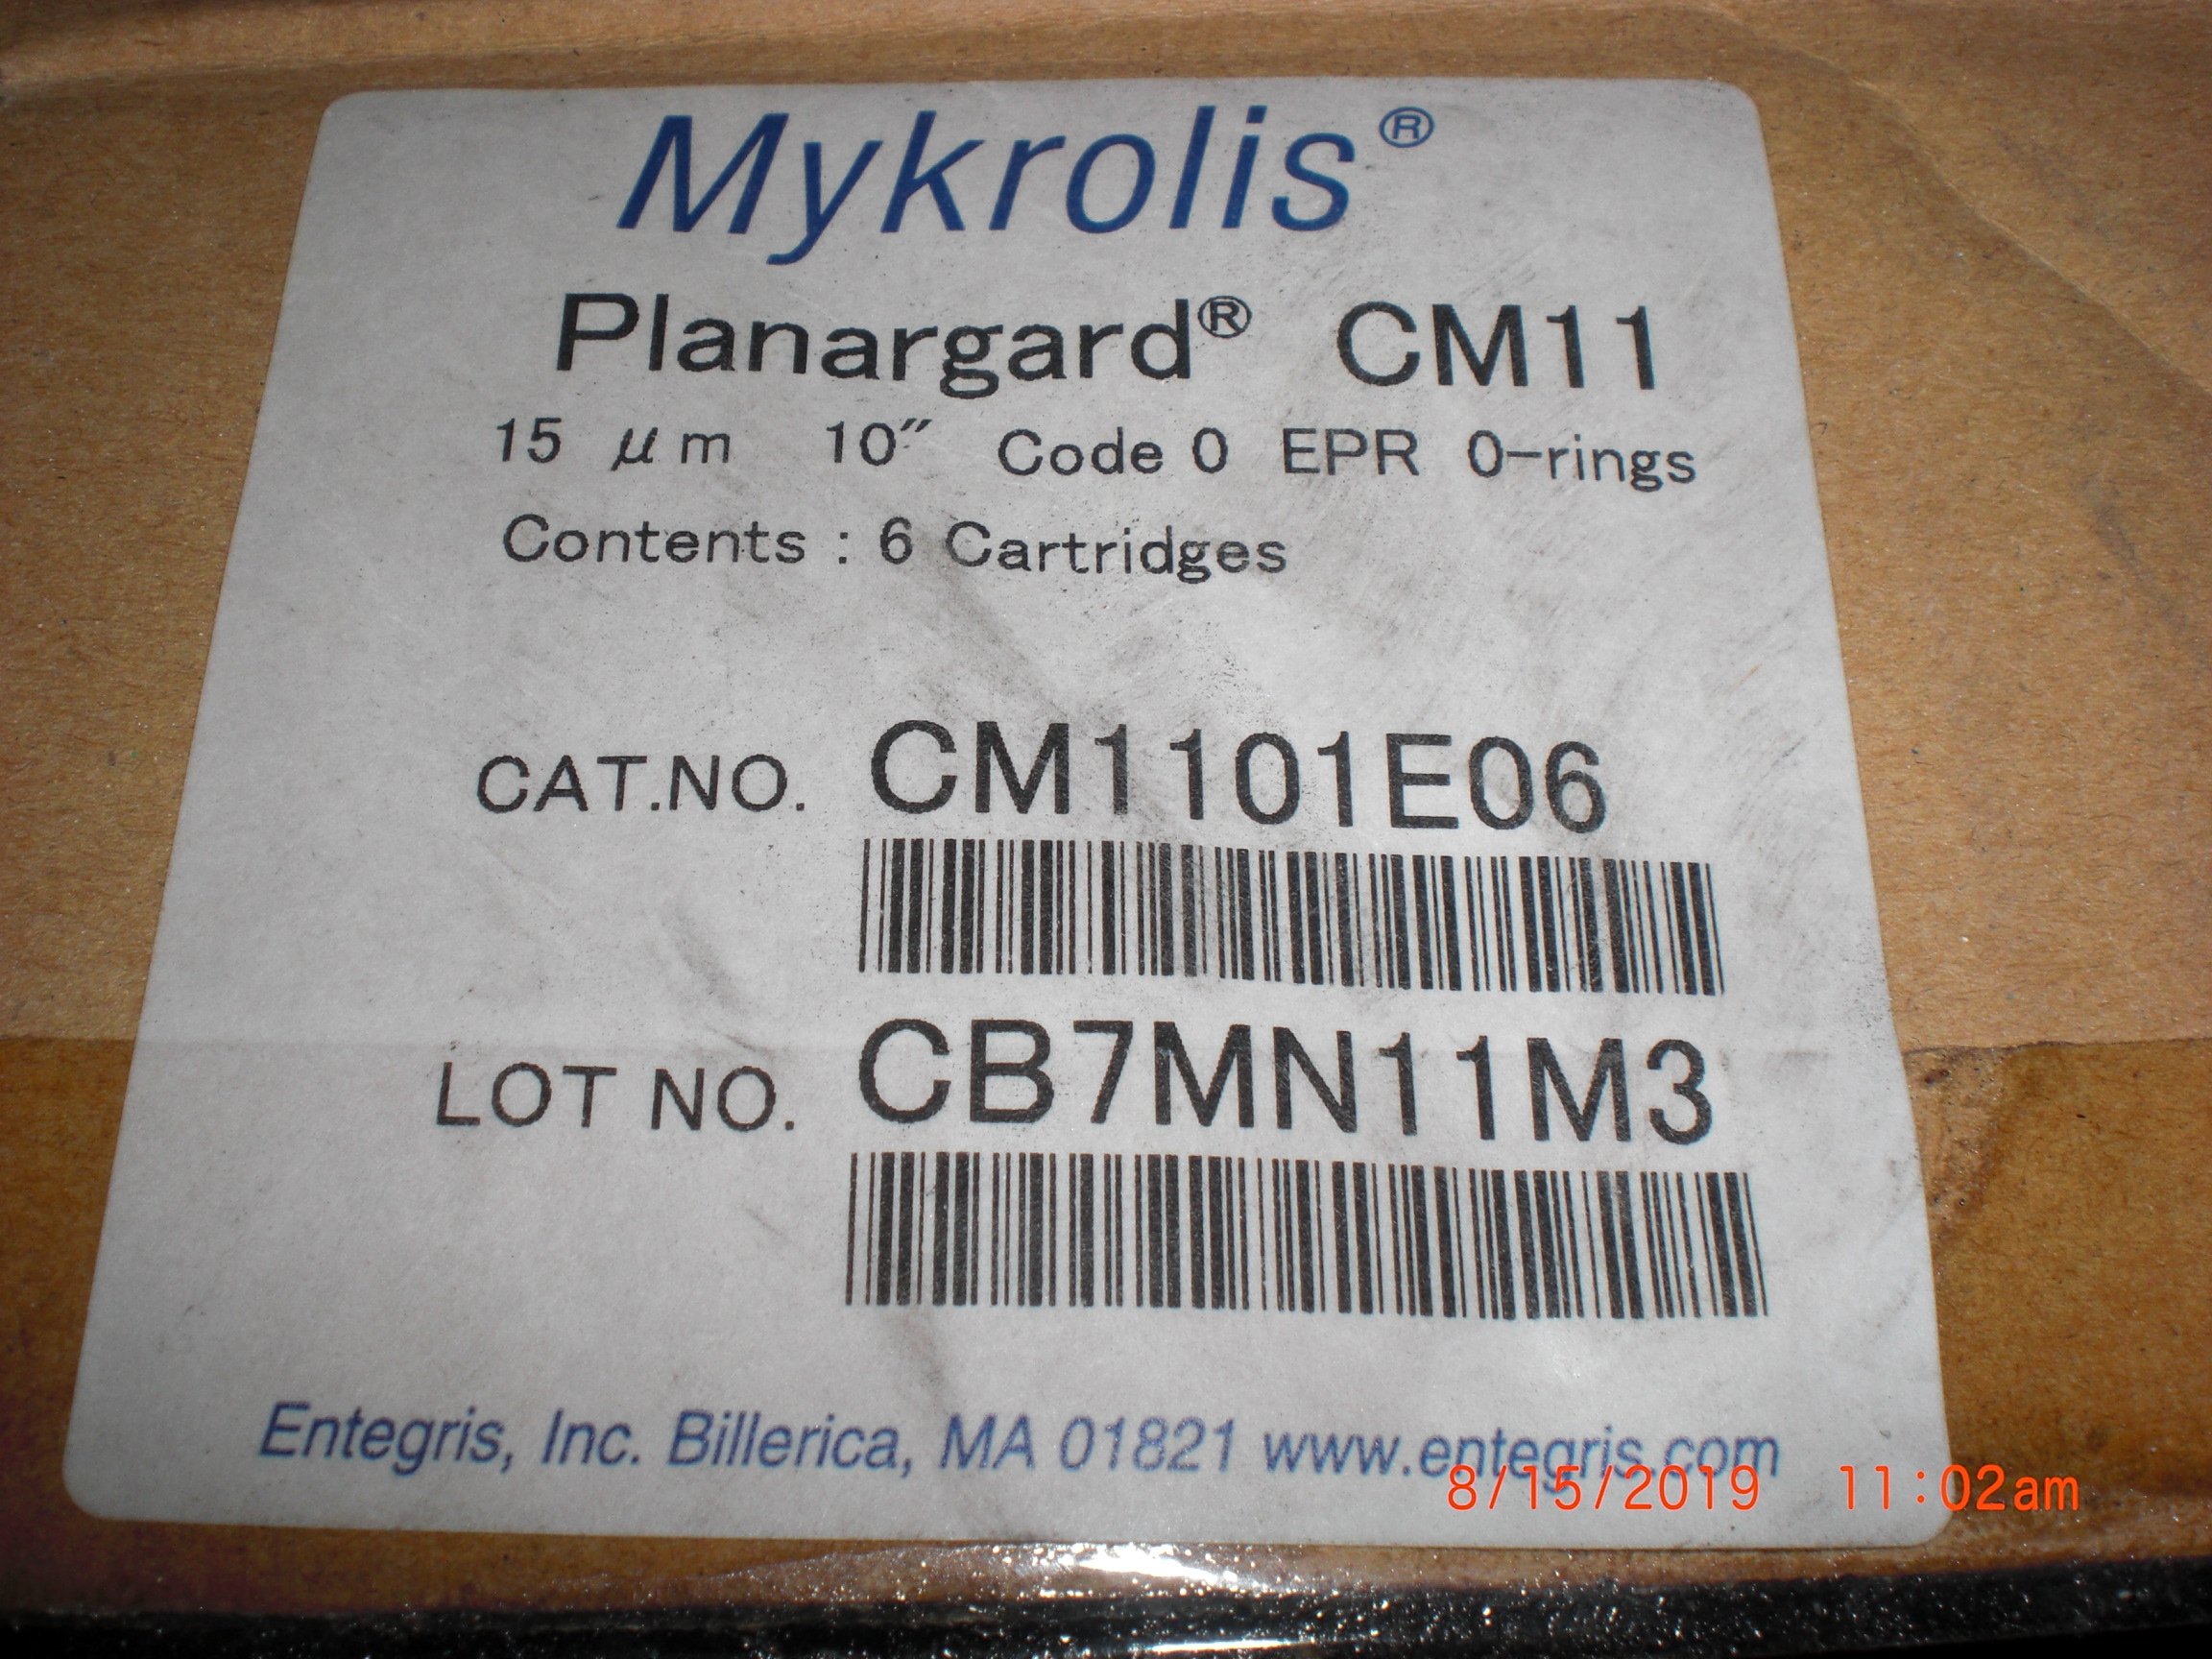 Mykrolis®
Planargard® CM11
15 μm 10″ Code 0 EPR O-rings
Contents : 6 Cartridges
CAT.NO. CM1101E06
LOT NO. CB7MN11M3
Entegris, Inc. Billerica, MA 01821 www.entegris.com
8/15/2019 11:02am